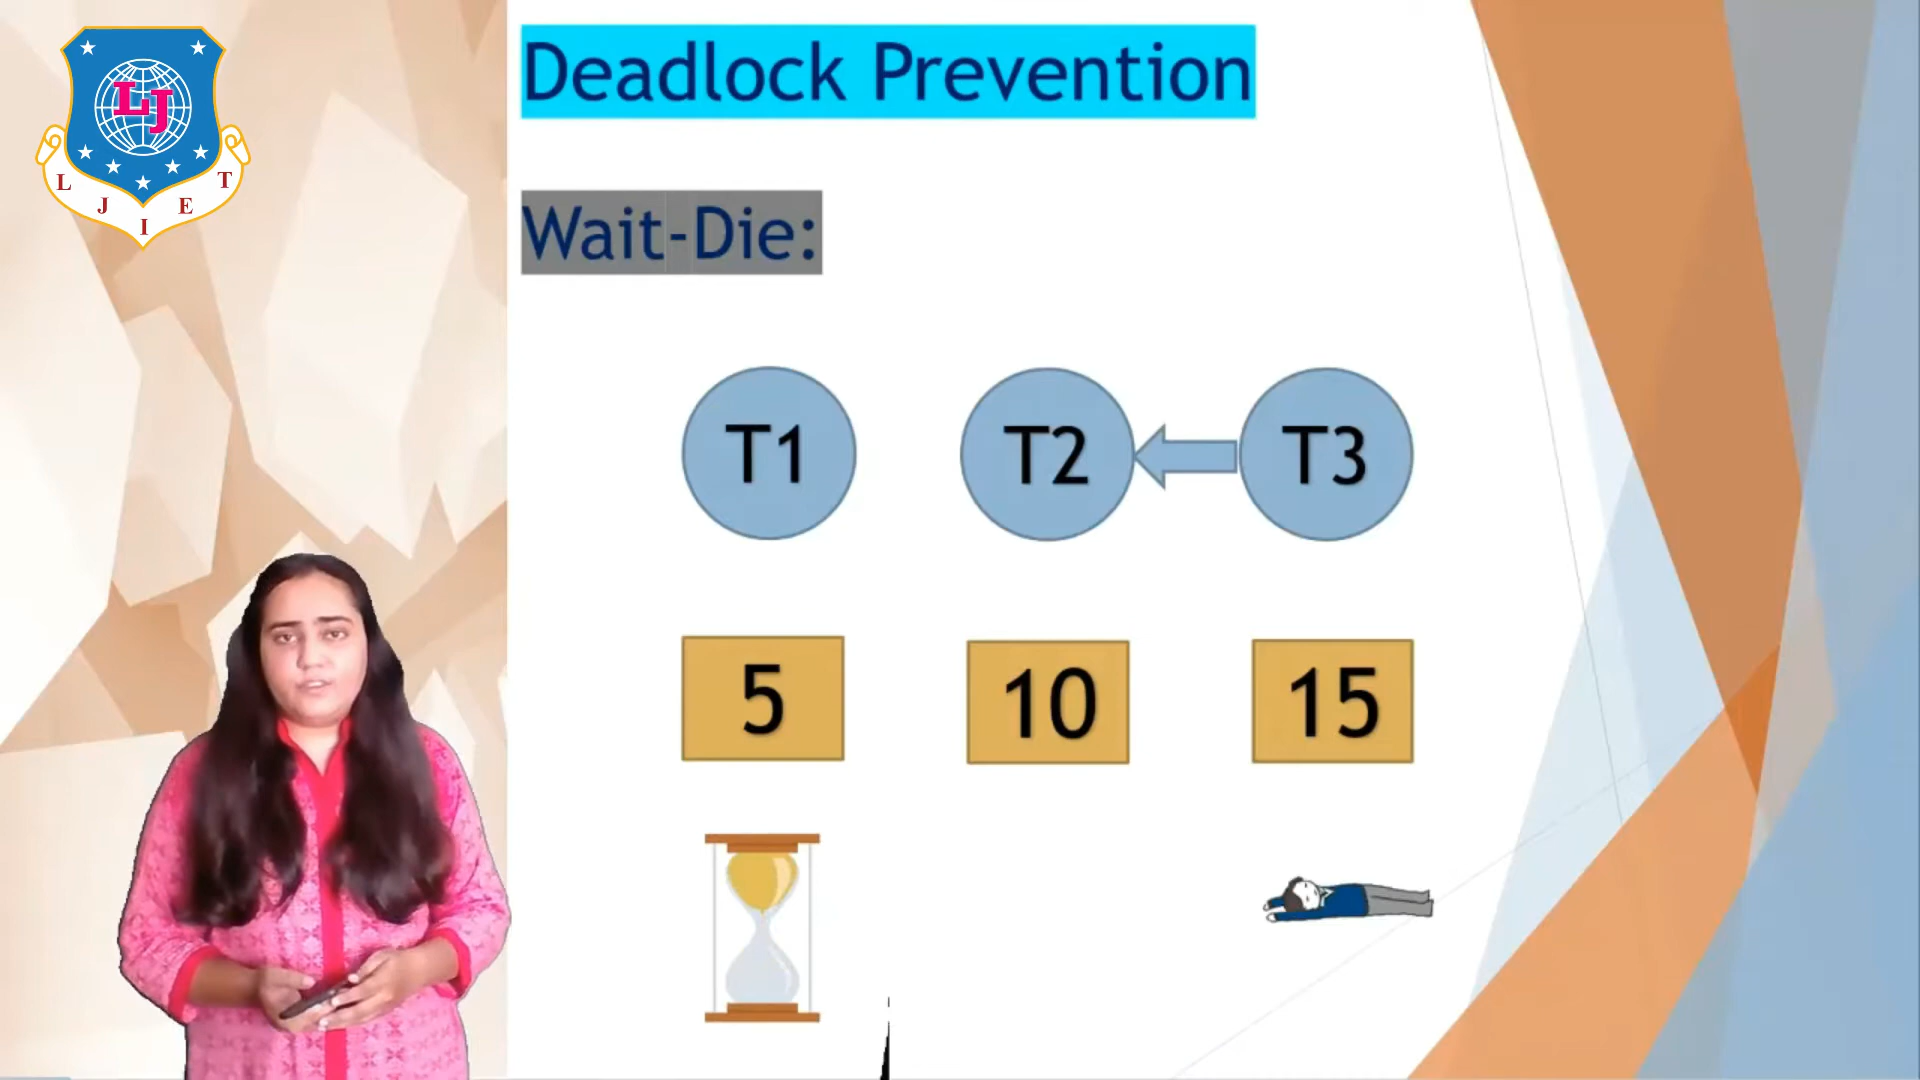 LJ
L J I E T
Deadlock Prevention
Wait-Die:
T1 T2 T3
5 10 15